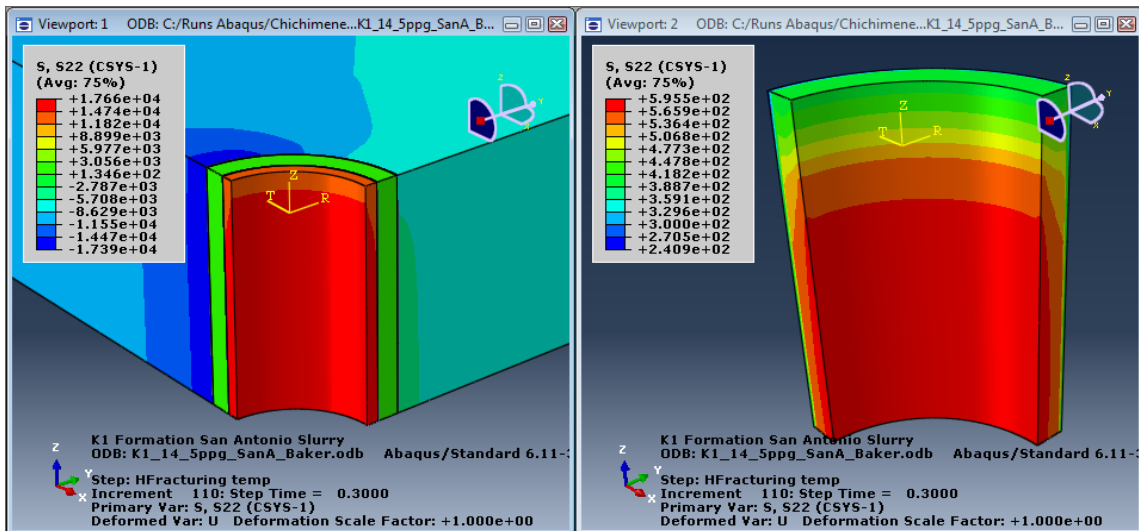 Viewport: 1 ODB: C:/Runs Abaqus/Chichimene...K1_14_5ppg_SanA_B...
S, S22 (CSYS-1)
(Avg: 75%)
+1.766e+04
+1.474e+04
+1.182e+04
+8.899e+03
+5.977e+03
+3.056e+03
+1.346e+02
-2.787e+03
-5.708e+03
-8.629e+03
-1.155e+04
-1.447e+04
-1.739e+04
Z
Y
X
Z
T
R
K1 Formation San Antonio Slurry
ODB: K1_14_5ppg_SanA_Baker.odb Abaqus/Standard 6.11-3
Step: HFracturing temp
Increment 110: Step Time = 0.3000
Primary Var: S, S22 (CSYS-1)
Deformed Var: U Deformation Scale Factor: +1.000e+00
Z
Y
X
Viewport: 2 ODB: C:/Runs Abaqus/Chichimene...K1_14_5ppg_SanA_B...
S, S22 (CSYS-1)
(Avg: 75%)
+5.955e+02
+5.659e+02
+5.364e+02
+5.068e+02
+4.773e+02
+4.478e+02
+4.182e+02
+3.887e+02
+3.591e+02
+3.296e+02
+3.000e+02
+2.705e+02
+2.409e+02
Z
Y
X
Z
T
R
K1 Formation San Antonio Slurry
ODB: K1_14_5ppg_SanA_Baker.odb Abaqus/Standard 6.11-3
Step: HFracturing temp
Increment 110: Step Time = 0.3000
Primary Var: S, S22 (CSYS-1)
Deformed Var: U Deformation Scale Factor: +1.000e+00
Z
Y
X